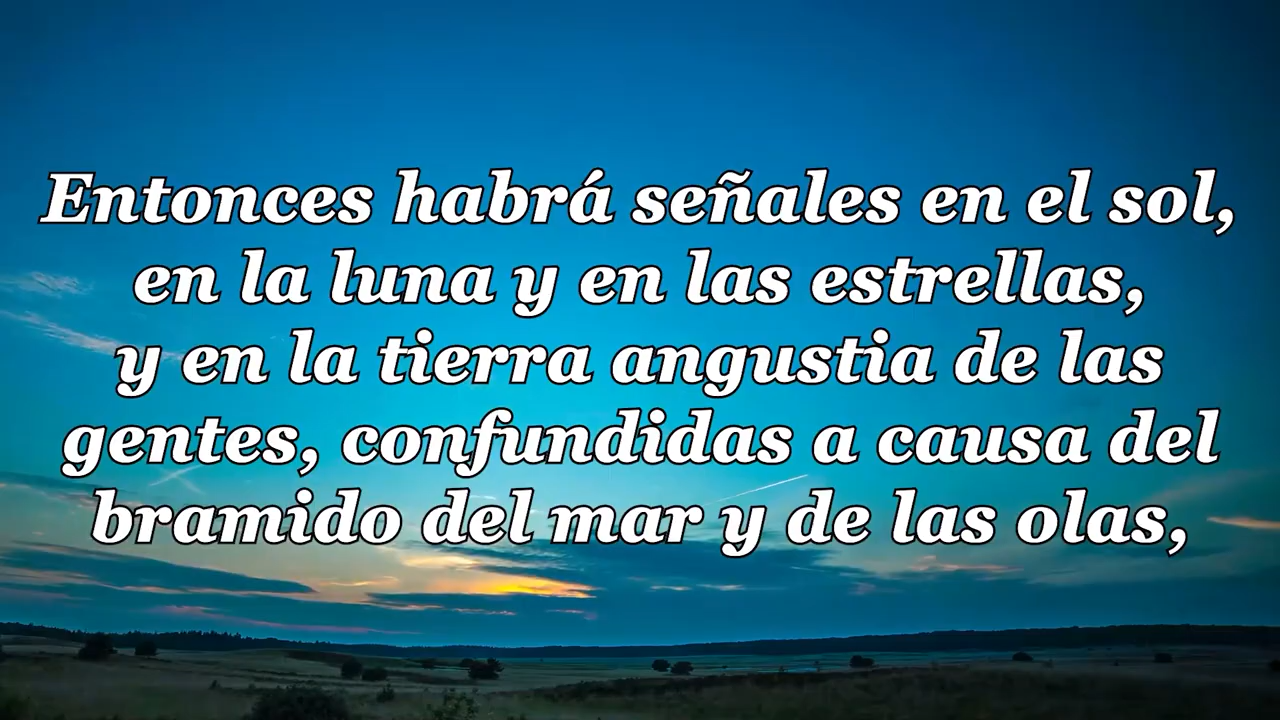 Entonces habrá señales en el sol,
en la luna y en las estrellas,
y en la tierra angustia de las
gentes, confundidas a causa del
bramido del mar y de las olas,